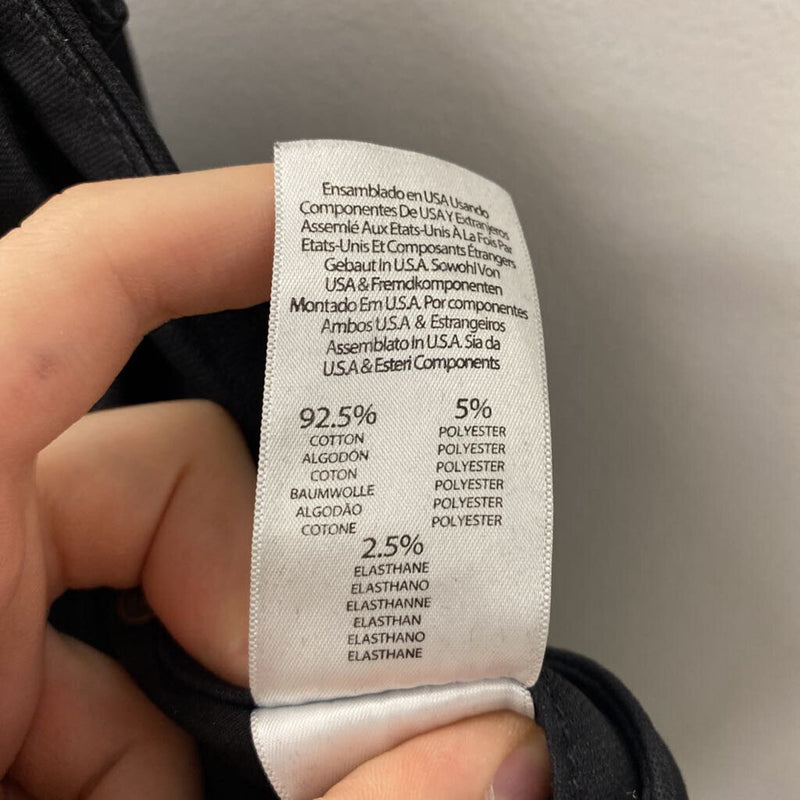 Ensamblado en USA Usando
Componentes De USA Y Extranjeros
Assemlé Aux Etats-Unis À La Fois Par
Etats-Unis Et Composants Étrangers
Gebaut In U.S.A. Sowohl Von
USA & Fremdkomponenten
Montado Em U.S.A. Por componentes
Ambos U.S.A & Estrangeiros
Assemblato In U.S.A. Sia da
U.S.A & Esteri Components
92.5%
COTTON
ALGODÓN
COTON
BAUMWOLLE
ALGODÃO
COTONE
5%
POLYESTER
POLYESTER
POLYESTER
POLYESTER
POLYESTER
POLYESTER
2.5%
ELASTHANE
ELASTHANO
ELASTHANNE
ELASTHAN
ELASTHANO
ELASTHANE